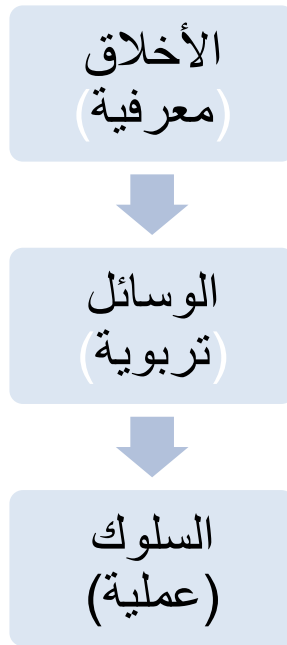 الأخلاق
(معرفية)
الوسائل
(تربوية)
السلوك
(عملية)